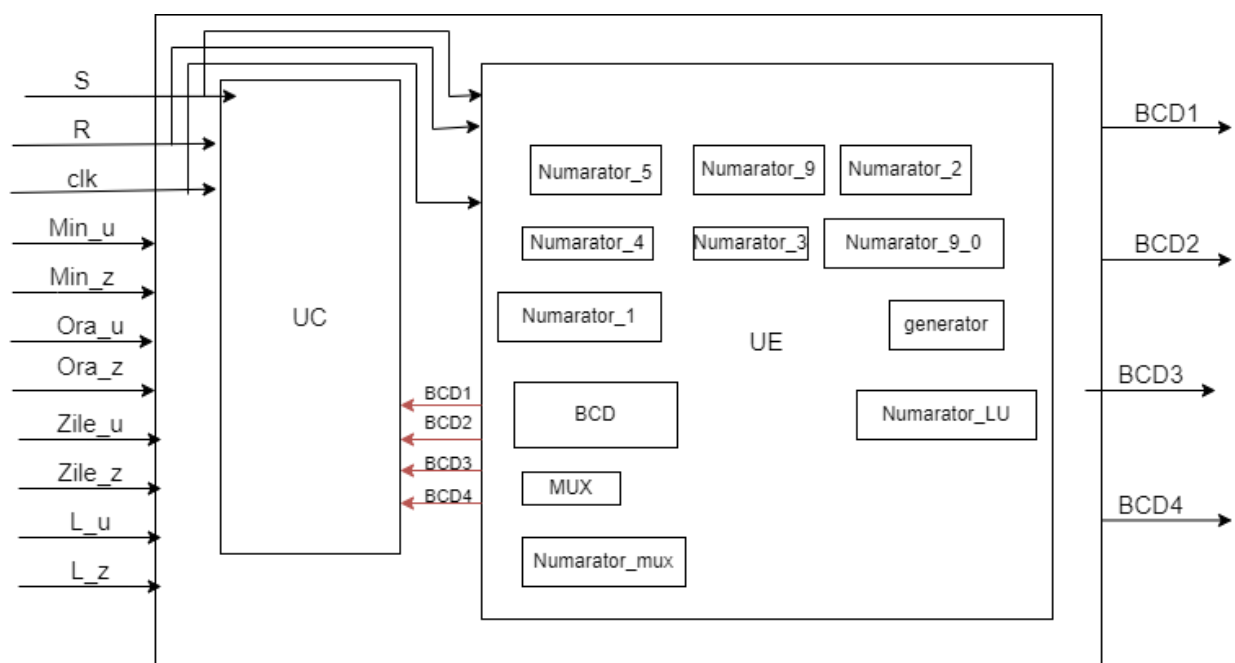 S
R
clk
Min_u
Min_z
Ora_u
Ora_z
Zile_u
Zile_z
L_u
L_z
UC
BCD1
BCD2
BCD3
BCD4
Numarator_5
Numarator_9
Numarator_2
Numarator_4
Numarator_3
Numarator_9_0
Numarator_1
UE
generator
BCD
Numarator_LU
MUX
Numarator_mux
BCD1
BCD2
BCD3
BCD4